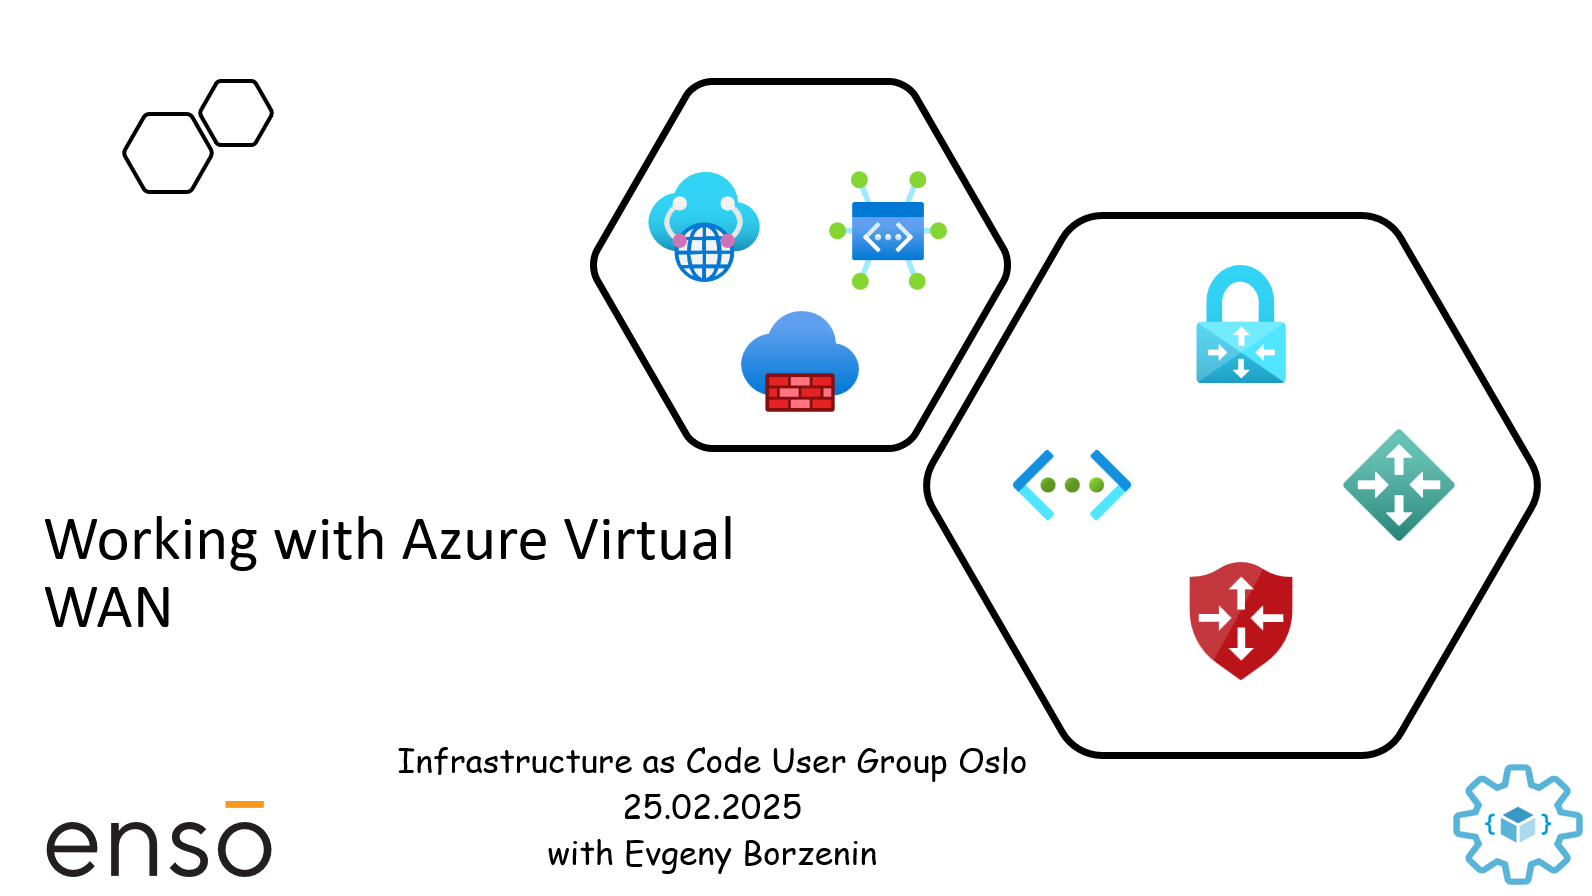 Working with Azure Virtual
WAN
Infrastructure as Code User Group Oslo
25.02.2025
with Evgeny Borzenin
ensō
{ }